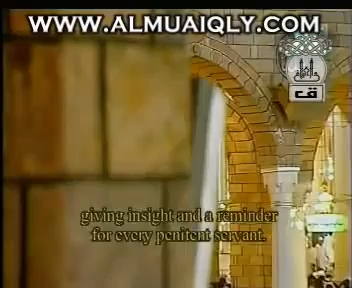 WWW.ALMUAIQLY.COM
ق
giving insight and a reminder
for every penitent servant.